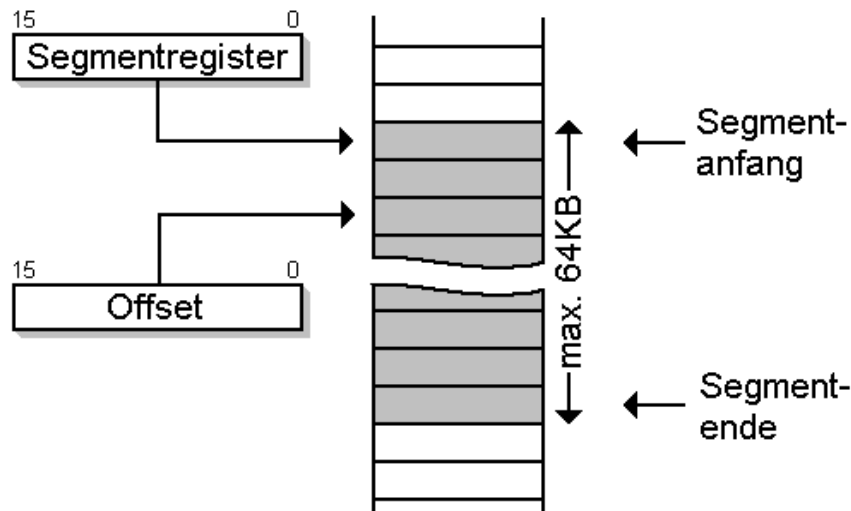 15 0
Segmentregister
Segment-
anfang
max. 64KB
15 0
Offset
Segment-
ende